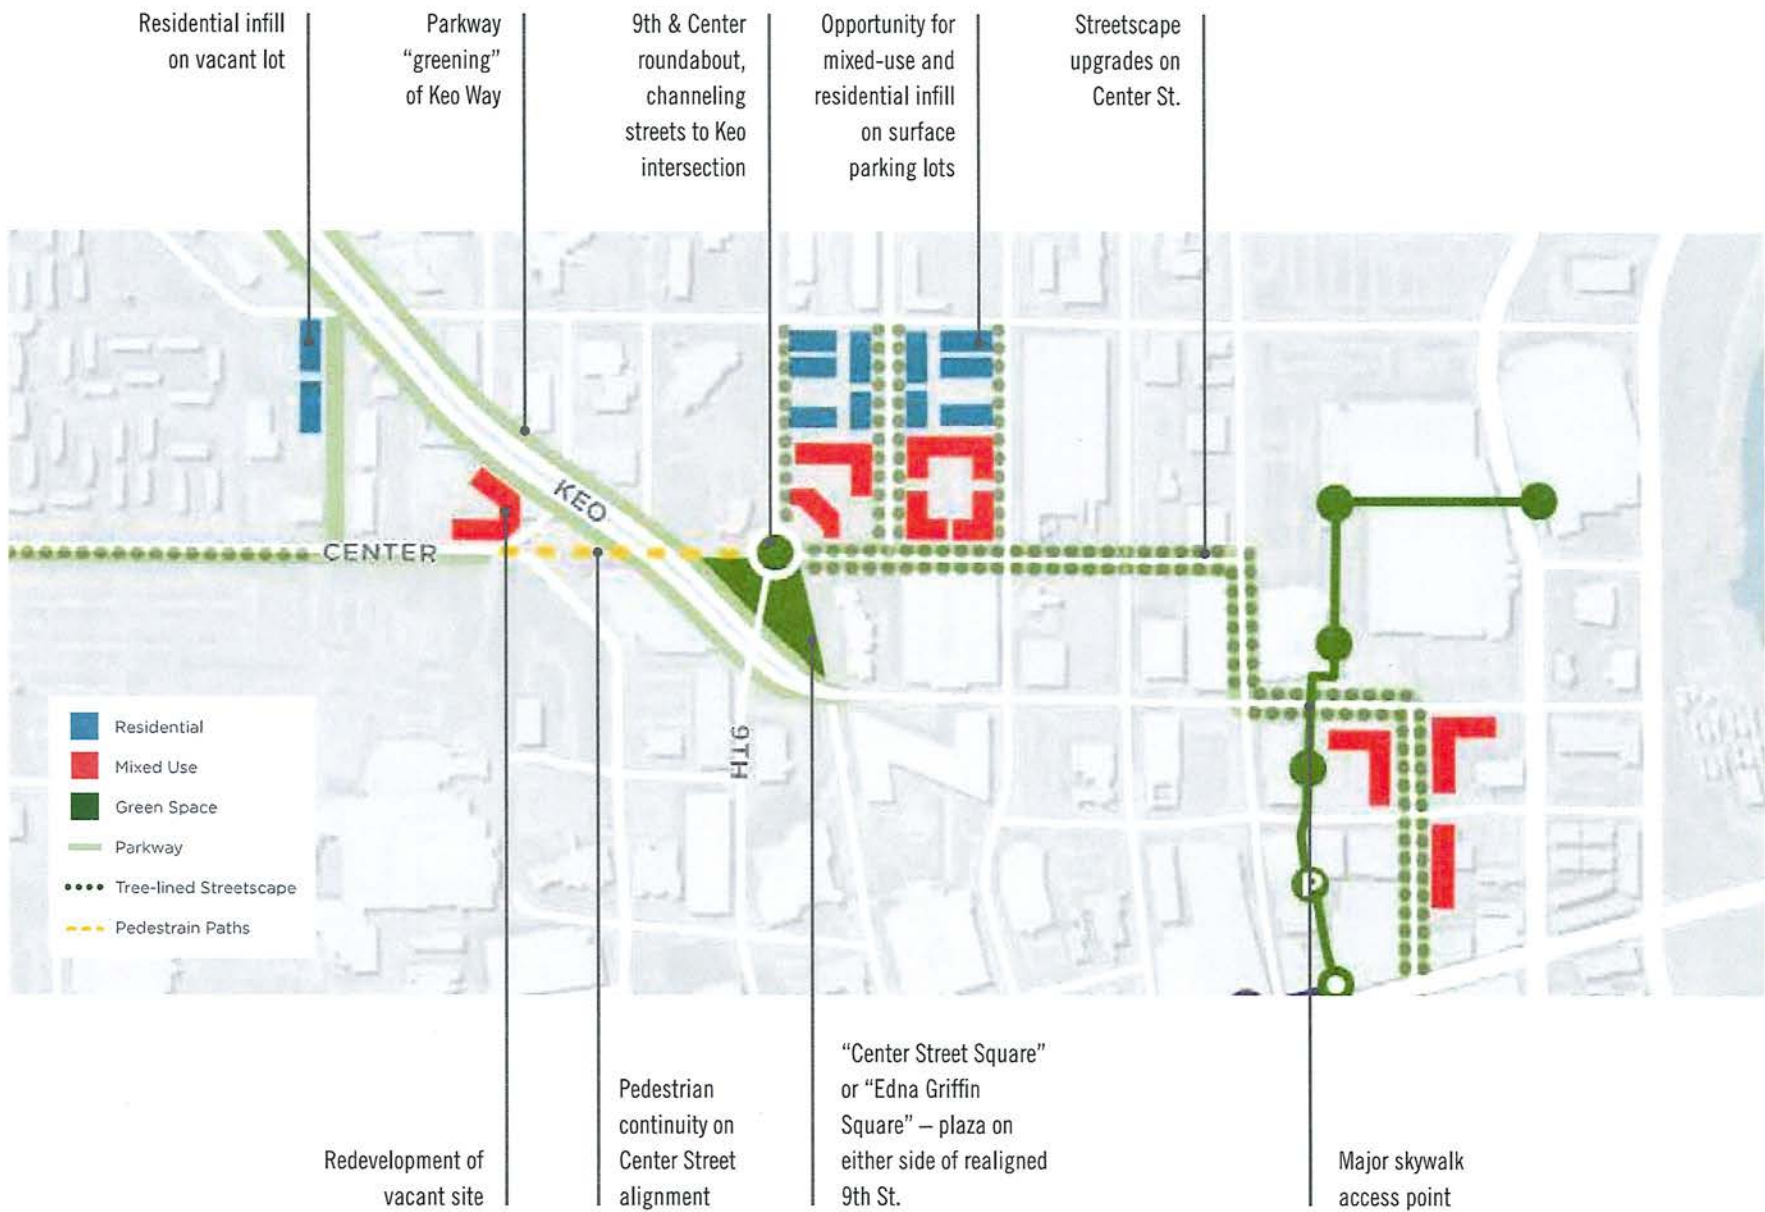 Residential infill
on vacant lot
Parkway
“greening”
of Keo Way
9th & Center
roundabout,
channeling
streets to Keo
intersection
Opportunity for
mixed-use and
residential infill
on surface
parking lots
Streetscape
upgrades on
Center St.
KEO
CENTER
9TH
P
Residential
Mixed Use
Green Space
Parkway
Tree-lined Streetscape
Pedestrain Paths
Redevelopment of
vacant site
Pedestrian
continuity on
Center Street
alignment
“Center Street Square”
or “Edna Griffin
Square” – plaza on
either side of realigned
9th St.
Major skywalk
access point